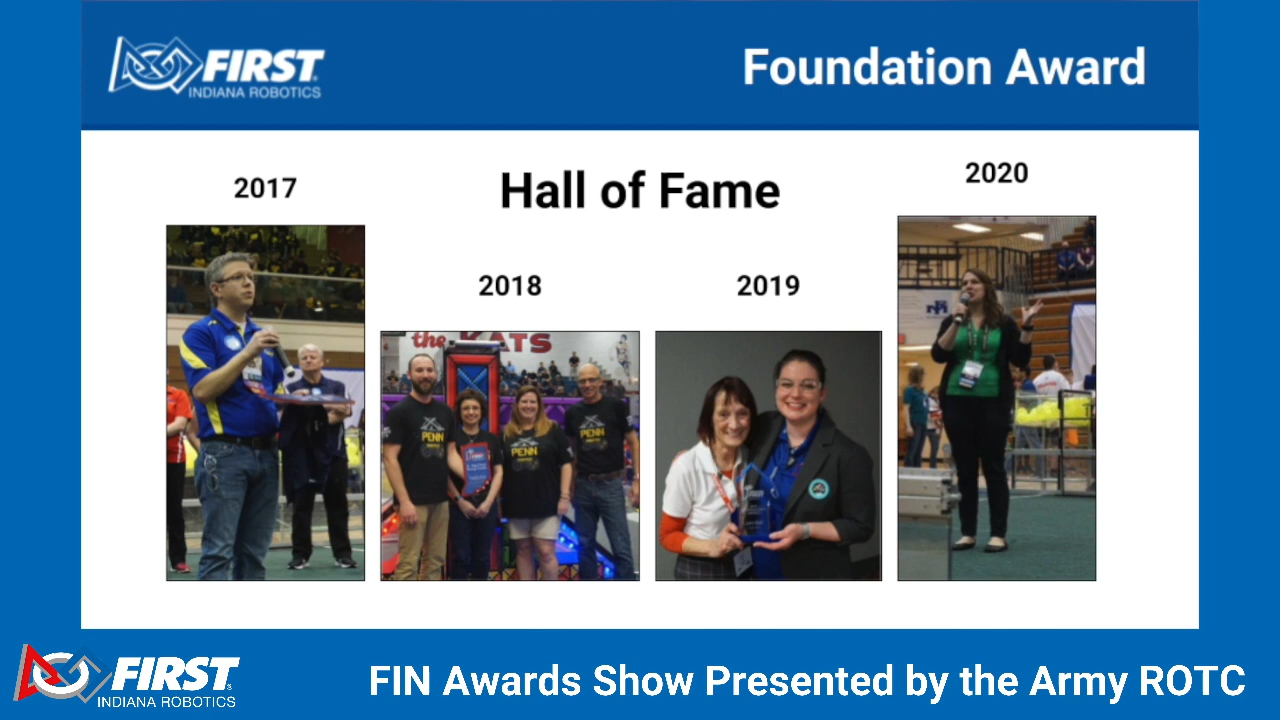 FIRST
INDIANA ROBOTICS
Foundation Award
2017
Hall of Fame
2020
2018
2019
the KATS
PENN
PENN
PENN
FIRST
INDIANA ROBOTICS
FIN Awards Show Presented by the Army ROTC